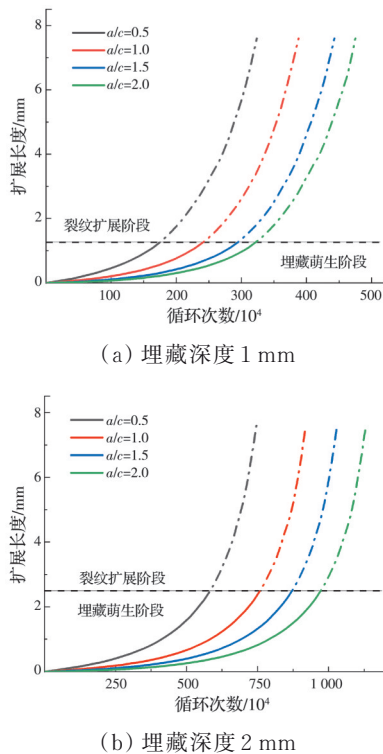 a/c=0.5
a/c=1.0
a/c=1.5
a/c=2.0
扩展长度/mm
8
6
4
2
0
裂纹扩展阶段
埋藏萌生阶段
100 200 300 400 500
循环次数/10⁴
(a) 埋藏深度1 mm
a/c=0.5
a/c=1.0
a/c=1.5
a/c=2.0
扩展长度/mm
8
6
4
2
0
裂纹扩展阶段
埋藏萌生阶段
250 500 750 1 000
循环次数/10⁴
(b) 埋藏深度2 mm